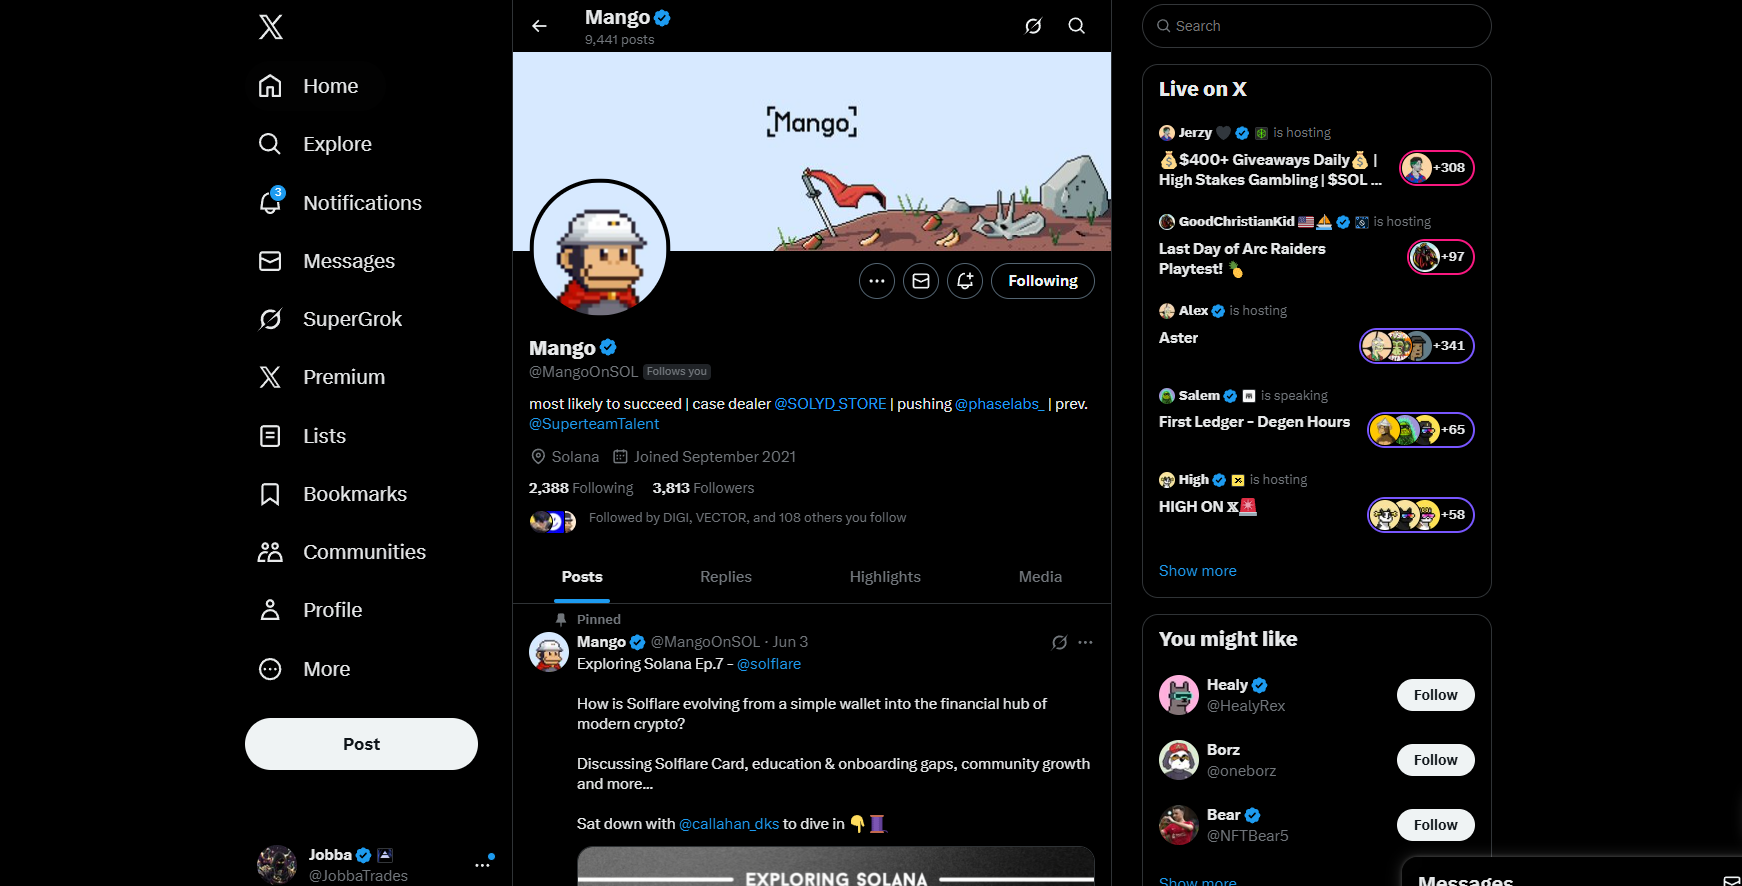 Home
Explore
3
Notifications
Messages
SuperGrok
Premium
Lists
Bookmarks
Communities
Profile
More
Post
Jobba
@JobbaTrades
Mango
9,441 posts
[Mango]
Following
Mango
@MangoOnSOL Follows you
most likely to succeed | case dealer @SOLYD_STORE | pushing @phaselabs_ | prev.
@SuperteamTalent
Solana Joined September 2021
2,388 Following 3,813 Followers
Followed by DIGI, VECTOR, and 108 others you follow
Posts Replies Highlights Media
Pinned
Mango @MangoOnSOL · Jun 3
Exploring Solana Ep.7 - @solflare
How is Solflare evolving from a simple wallet into the financial hub of
modern crypto?
Discussing Solflare Card, education & onboarding gaps, community growth
and more...
Sat down with @callahan_dks to dive in 👇🧵
EXPLORING SOLANA
Search
Live on X
Jerzy 🖤 is hosting
💰$400+ Giveaways Daily💰 |
High Stakes Gambling | $SOL ...
+308
GoodChristianKid 🇺🇸⛵ is hosting
Last Day of Arc Raiders
Playtest! 🍍
+97
Alex is hosting
Aster
+341
Salem is speaking
First Ledger - Degen Hours
+65
High is hosting
HIGH ON 𝕏🚨
+58
Show more
You might like
Healy
@HealyRex
Follow
Borz
@oneborz
Follow
Bear
@NFTBear5
Follow
Show more
Messages